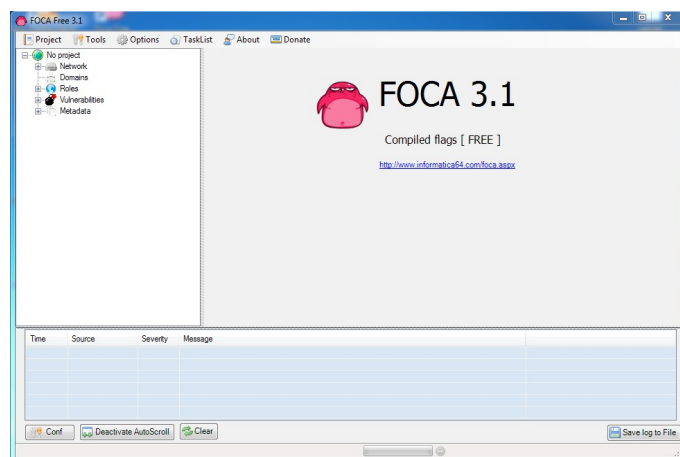 FOCA Free 3.1
Project Tools Options TaskList About Donate
No project
Network
Domains
Roles
Vulnerabilities
Metadata
FOCA 3.1
Compiled flags [ FREE ]
http://www.informatica64.com/foca.aspx
Time Source Severity Message
Conf Deactivate AutoScroll Clear Save log to File